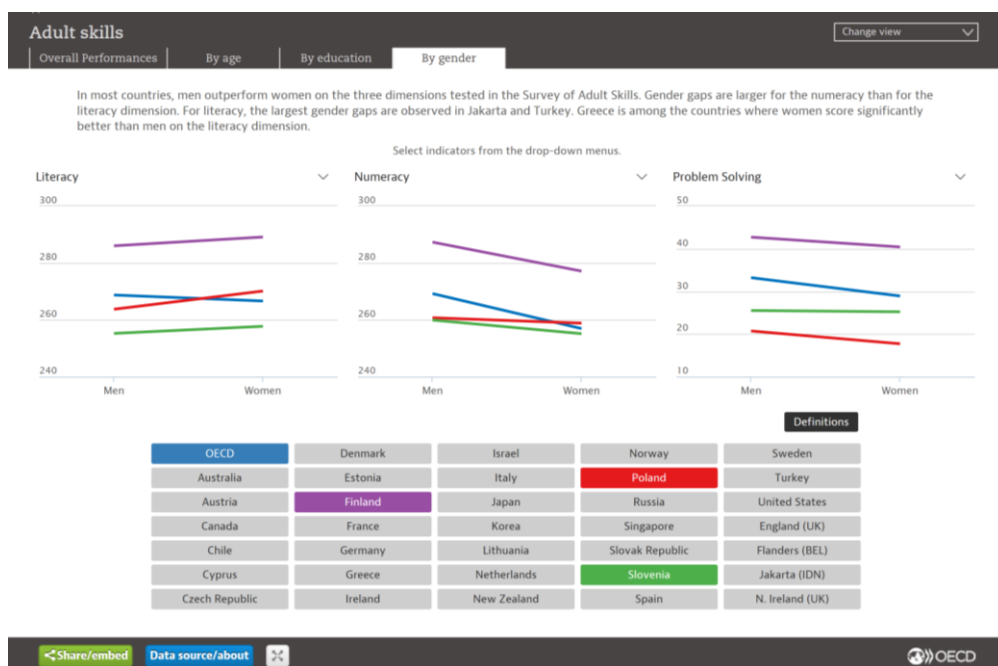 Adult skills
Change view
Overall Performances
By age
By education
By gender
In most countries, men outperform women on the three dimensions tested in the Survey of Adult Skills. Gender gaps are larger for the numeracy than for the
literacy dimension. For literacy, the largest gender gaps are observed in Jakarta and Turkey. Greece is among the countries where women score significantly
better than men on the literacy dimension.
Select indicators from the drop-down menus.
Literacy
300
280
260
240
Men
Women
Numeracy
300
280
260
240
Men
Women
Problem Solving
50
40
30
20
10
Men
Women
Definitions
OECD
Denmark
Israel
Norway
Sweden
Australia
Estonia
Italy
Poland
Turkey
Austria
Finland
Japan
Russia
United States
Canada
France
Korea
Singapore
England (UK)
Chile
Germany
Lithuania
Slovak Republic
Flanders (BEL)
Cyprus
Greece
Netherlands
Slovenia
Jakarta (IDN)
Czech Republic
Ireland
New Zealand
Spain
N. Ireland (UK)
Share/embed
Data source/about
OECD